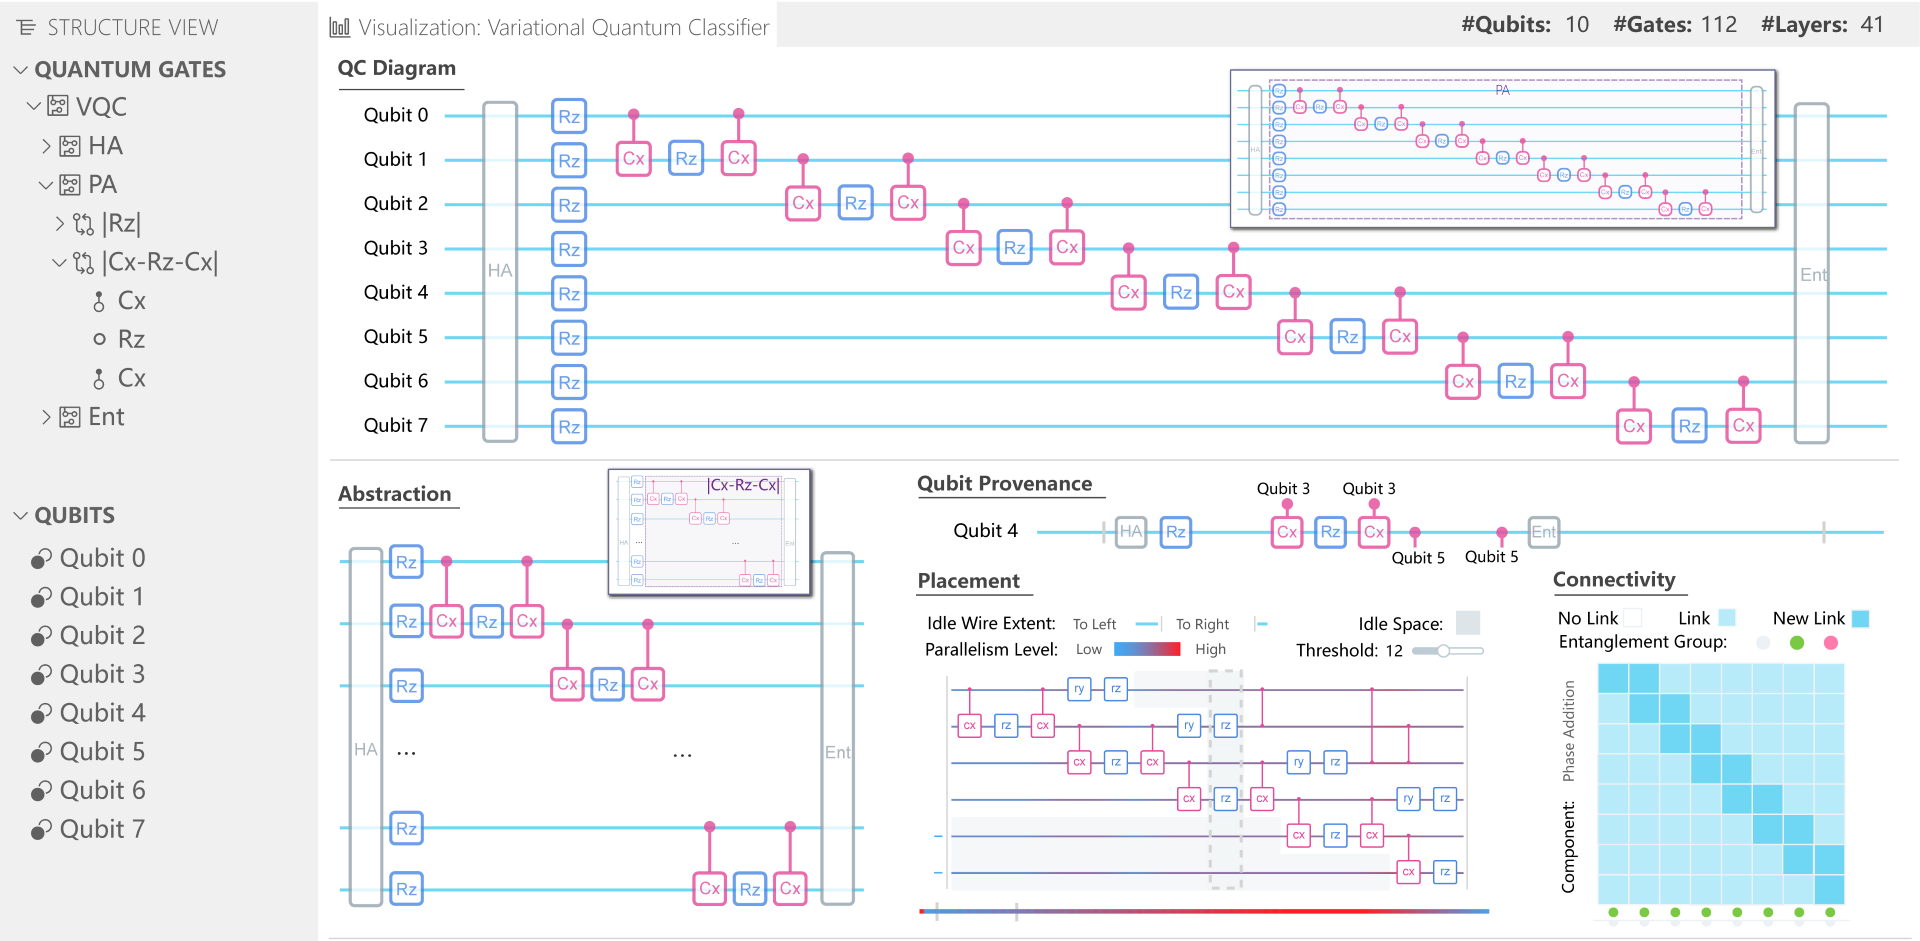 STRUCTURE VIEW
QUANTUM GATES
VQC
HA
PA
|Rz|
|Cx-Rz-Cx|
Cx
Rz
Cx
Ent
QUBITS
Qubit 0
Qubit 1
Qubit 2
Qubit 3
Qubit 4
Qubit 5
Qubit 6
Qubit 7
Visualization: Variational Quantum Classifier
#Qubits: 10 #Gates: 112 #Layers: 41
QC Diagram
PA
Qubit 0 Rz
Qubit 1 Rz Cx Rz Cx
Qubit 2 Rz Cx Rz Cx
Qubit 3 Rz Cx Rz Cx
HA Ent
Qubit 4 Rz Cx Rz Cx
Qubit 5 Rz Cx Rz Cx
Qubit 6 Rz Cx Rz Cx
Qubit 7 Rz Cx Rz Cx
Abstraction
|Cx-Rz-Cx|
Rz
Rz Cx Rz Cx
Rz Cx Rz Cx
HA ... ... Ent
Rz
Rz Cx Rz Cx
Qubit Provenance
Qubit 3 Qubit 3
Qubit 4 HA Rz Cx Rz Cx Ent
Qubit 5 Qubit 5
Placement
Idle Wire Extent: To Left To Right Idle Space:
Parallelism Level: Low High Threshold: 12
ry rz
cx rz cx ry rz
cx rz cx ry rz
cx rz cx ry rz
cx rz cx
cx rz
Connectivity
No Link Link New Link
Entanglement Group:
Component: Phase Addition